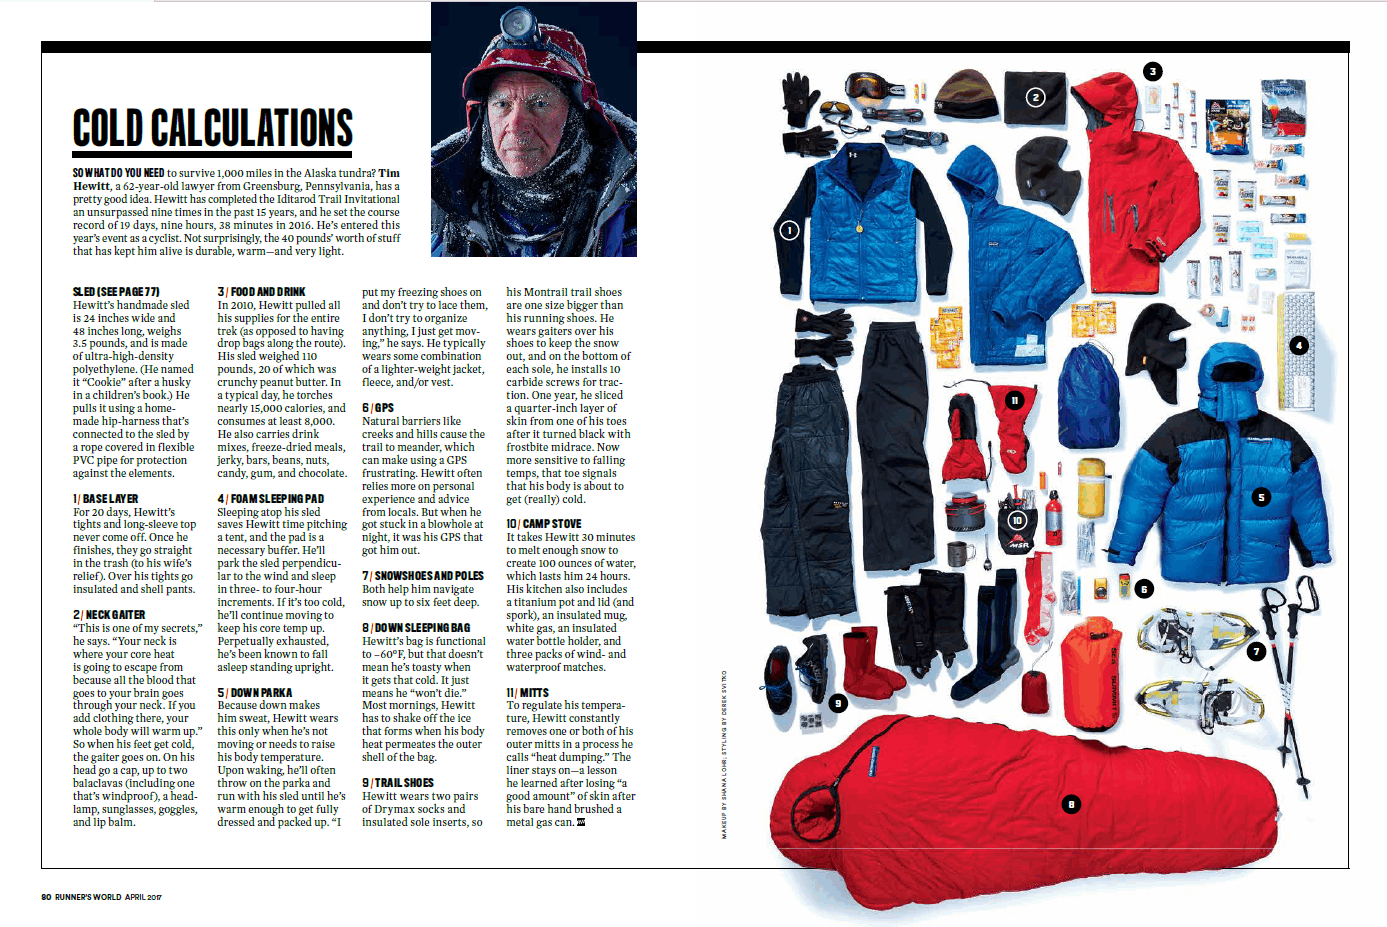 COLD CALCULATIONS
SO WHAT DO YOU NEED to survive 1,000 miles in the Alaska tundra? Tim
Hewitt, a 62-year-old lawyer from Greensburg, Pennsylvania, has a
pretty good idea. Hewitt has completed the Iditarod Trail Invitational
an unsurpassed nine times in the past 15 years, and he set the course
record of 19 days, nine hours, 38 minutes in 2016. He's entered this
year's event as a cyclist. Not surprisingly, the 40 pounds' worth of stuff
that has kept him alive is durable, warm—and very light.
SLED (SEE PAGE 77)
Hewitt's handmade sled
is 24 inches wide and
48 inches long, weighs
3.5 pounds, and is made
of ultra-high-density
polyethylene. (He named
it "Cookie" after a husky
in a children's book.) He
pulls it using a home-
made hip-harness that's
connected to the sled by
a rope covered in flexible
PVC pipe for protection
against the elements.
1/ BASE LAYER
For 20 days, Hewitt's
tights and long-sleeve top
never come off. Once he
finishes, they go straight
in the trash (to his wife's
relief). Over his tights go
insulated and shell pants.
2/ NECK GAITER
"This is one of my secrets,"
he says. "Your neck is
where your core heat
is going to escape from
because all the blood that
goes to your brain goes
through your neck. If you
add clothing there, your
whole body will warm up."
So when his feet get cold,
the gaiter goes on. On his
head go a cap, up to two
balaclavas (including one
that's windproof), a head-
lamp, sunglasses, goggles,
and lip balm.
3/ FOOD AND DRINK
In 2010, Hewitt pulled all
his supplies for the entire
trek (as opposed to having
drop bags along the route).
His sled weighed 110
pounds, 20 of which was
crunchy peanut butter. In
a typical day, he torches
nearly 15,000 calories, and
consumes at least 8,000.
He also carries drink
mixes, freeze-dried meals,
jerky, bars, beans, nuts,
candy, gum, and chocolate.
4/ FOAM SLEEPING PAD
Sleeping atop his sled
saves Hewitt time pitching
a tent, and the pad is a
necessary buffer. He'll
park the sled perpendicu-
lar to the wind and sleep
in three- to four-hour
increments. If it's too cold,
he'll continue moving to
keep his core temp up.
Perpetually exhausted,
he's been known to fall
asleep standing upright.
5/ DOWN PARKA
Because down makes
him sweat, Hewitt wears
this only when he's not
moving or needs to raise
his body temperature.
Upon waking, he'll often
throw on the parka and
run with his sled until he's
warm enough to get fully
dressed and packed up. "I
put my freezing shoes on
and don't try to lace them,
I don't try to organize
anything, I just get mov-
ing," he says. He typically
wears some combination
of a lighter-weight jacket,
fleece, and/or vest.
6/ GPS
Natural barriers like
creeks and hills cause the
trail to meander, which
can make using a GPS
frustrating. Hewitt often
relies more on personal
experience and advice
from locals. But when he
got stuck in a blowhole at
night, it was his GPS that
got him out.
7/ SNOWSHOES AND POLES
Both help him navigate
snow up to six feet deep.
8/ DOWN SLEEPING BAG
Hewitt's bag is functional
to –60°F, but that doesn't
mean he's toasty when
it gets that cold. It just
means he "won't die."
Most mornings, Hewitt
has to shake off the ice
that forms when his body
heat permeates the outer
shell of the bag.
9/ TRAIL SHOES
Hewitt wears two pairs
of Drymax socks and
insulated sole inserts, so
his Montrail trail shoes
are one size bigger than
his running shoes. He
wears gaiters over his
shoes to keep the snow
out, and on the bottom of
each sole, he installs 10
carbide screws for trac-
tion. One year, he sliced
a quarter-inch layer of
skin from one of his toes
after it turned black with
frostbite midrace. Now
more sensitive to falling
temps, that toe signals
that his body is about to
get (really) cold.
10/ CAMP STOVE
It takes Hewitt 30 minutes
to melt enough snow to
create 100 ounces of water,
which lasts him 24 hours.
His kitchen also includes
a titanium pot and lid (and
spork), an insulated mug,
white gas, an insulated
water bottle holder, and
three packs of wind- and
waterproof matches.
11/ MITTS
To regulate his tempera-
ture, Hewitt constantly
removes one or both of his
outer mitts in a process he
calls "heat dumping." The
liner stays on—a lesson
he learned after losing "a
good amount" of skin after
his bare hand brushed a
metal gas can. RW
3
2
1
4
11
5
10
MSR
6
7
SEA TO SUMMIT
9
8
MAKEUP BY SHANA LOHR; STYLING BY DEREK SVITKO
80 RUNNER'S WORLD APRIL 2017